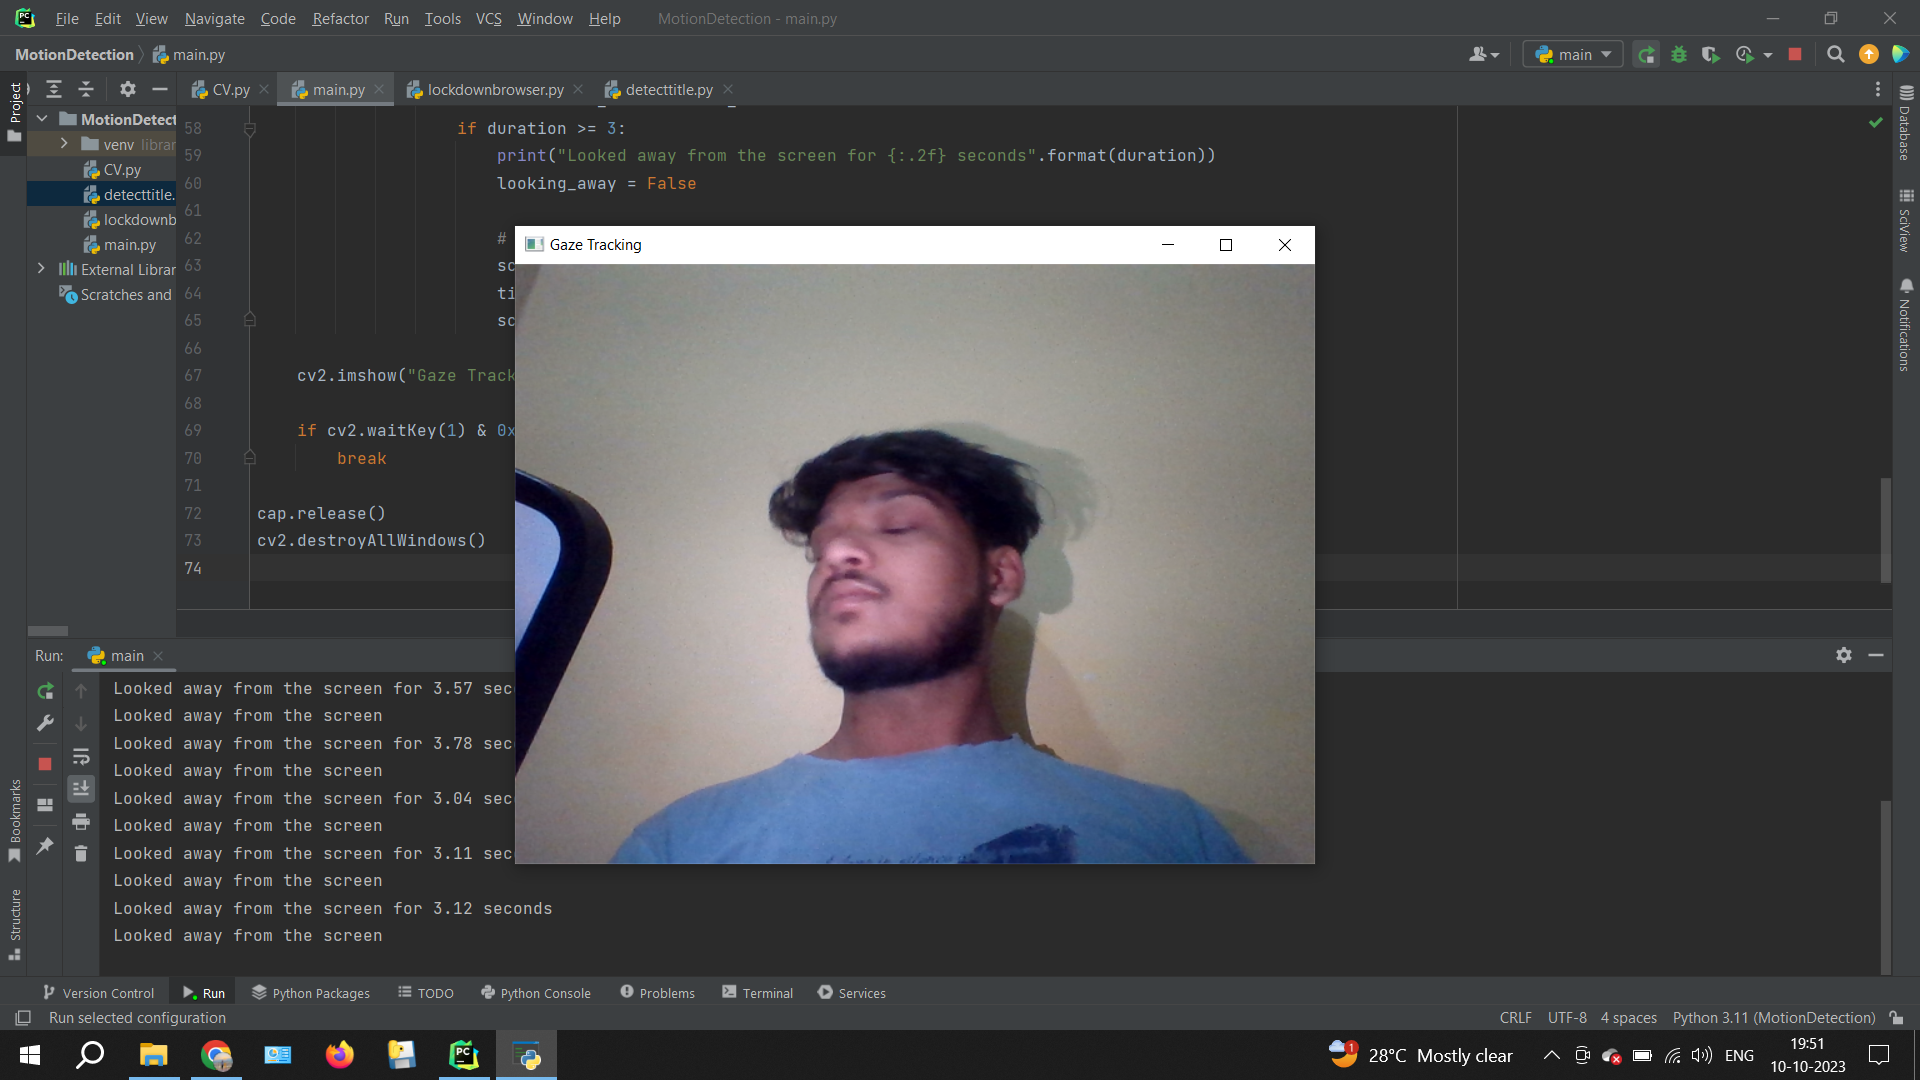 File Edit View Navigate Code Refactor Run Tools VCS Window Help MotionDetection - main.py
MotionDetection main.py
main
Project
CV.py main.py lockdownbrowser.py detecttitle.py
MotionDetect
venv librar
CV.py
detecttitle.
lockdownb
main.py
External Librar
Scratches and
58 if duration >= 3:
59 print("Looked away from the screen for {:.2f} seconds".format(duration))
60 looking_away = False
61
62 #
63 sc
64 ti
65 sc
66
67 cv2.imshow("Gaze Track
68
69 if cv2.waitKey(1) & 0x
70 break
71
72 cap.release()
73 cv2.destroyAllWindows()
74
Gaze Tracking
Database
SciView
Notifications
Run: main
Looked away from the screen for 3.57 sec
Looked away from the screen
Looked away from the screen for 3.78 sec
Looked away from the screen
Looked away from the screen for 3.04 sec
Looked away from the screen
Looked away from the screen for 3.11 sec
Looked away from the screen
Looked away from the screen for 3.12 seconds
Looked away from the screen
Bookmarks
Structure
Version Control Run Python Packages TODO Python Console Problems Terminal Services
Run selected configuration CRLF UTF-8 4 spaces Python 3.11 (MotionDetection)
1 28°C Mostly clear ENG 19:51
10-10-2023